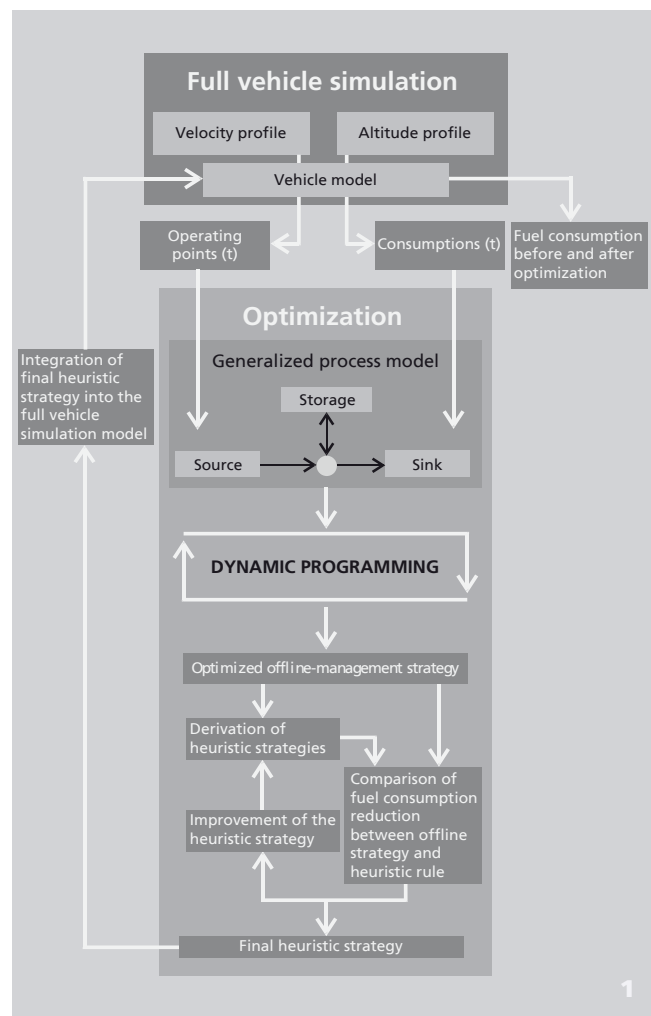 Full vehicle simulation
Velocity profile
Altitude profile
Vehicle model
Operating
points (t)
Consumptions (t)
Fuel consumption
before and after
optimization
Optimization
Generalized process model
Storage
Source
Sink
Integration of
final heuristic
strategy into the
full vehicle
simulation model
DYNAMIC PROGRAMMING
Optimized offline-management strategy
Derivation of
heuristic strategies
Comparison of
fuel consumption
reduction
between offline
strategy and
heuristic rule
Improvement of the
heuristic strategy
Final heuristic strategy
1